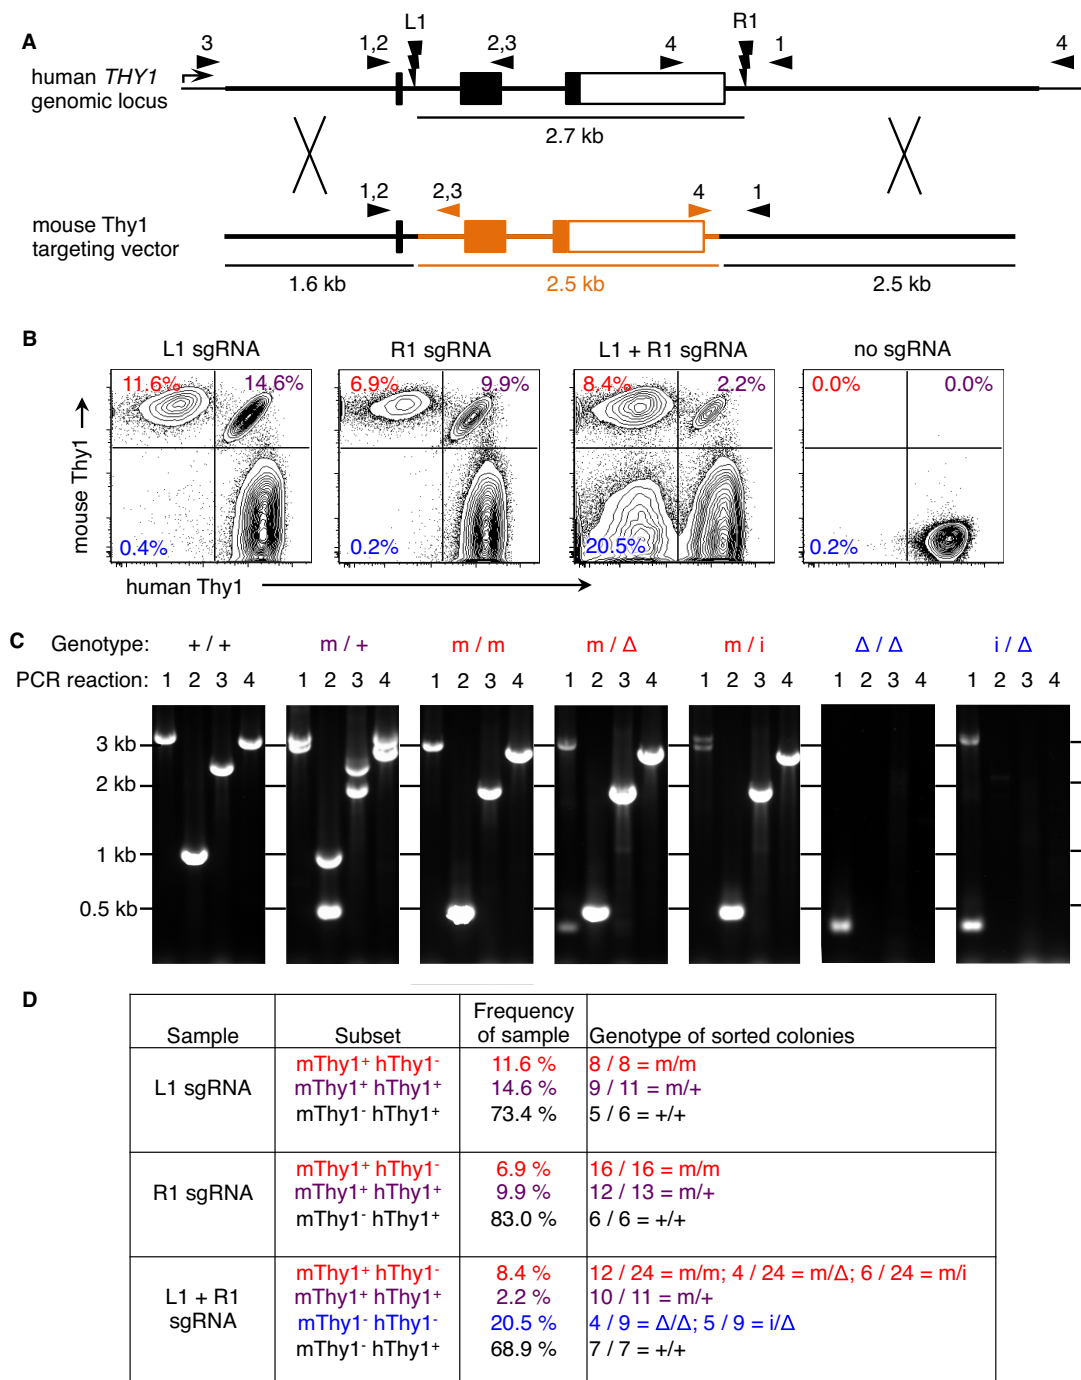 A
L1
R1
3
1,2
2,3
4
1
4
human THY1
genomic locus
2.7 kb
1,2
2,3
4
1
mouse Thy1
targeting vector
1.6 kb
2.5 kb
2.5 kb
B
L1 sgRNA
R1 sgRNA
L1 + R1 sgRNA
no sgRNA
11.6%
14.6%
6.9%
9.9%
8.4%
2.2%
0.0%
0.0%
mouse Thy1
0.4%
0.2%
20.5%
0.2%
human Thy1
C
Genotype: + / + m / + m / m m / Δ m / i Δ / Δ i / Δ
PCR reaction: 1 2 3 4 1 2 3 4 1 2 3 4 1 2 3 4 1 2 3 4 1 2 3 4 1 2 3 4
3 kb
2 kb
1 kb
0.5 kb
D
Sample Subset Frequency of sample Genotype of sorted colonies
L1 sgRNA
mThy1+ hThy1- 11.6 % 8 / 8 = m/m
mThy1+ hThy1+ 14.6 % 9 / 11 = m/+
mThy1- hThy1+ 73.4 % 5 / 6 = +/+
R1 sgRNA
mThy1+ hThy1- 6.9 % 16 / 16 = m/m
mThy1+ hThy1+ 9.9 % 12 / 13 = m/+
mThy1- hThy1+ 83.0 % 6 / 6 = +/+
L1 + R1
sgRNA
mThy1+ hThy1- 8.4 % 12 / 24 = m/m; 4 / 24 = m/Δ; 6 / 24 = m/i
mThy1+ hThy1+ 2.2 % 10 / 11 = m/+
mThy1- hThy1- 20.5 % 4 / 9 = Δ/Δ; 5 / 9 = i/Δ
mThy1- hThy1+ 68.9 % 7 / 7 = +/+